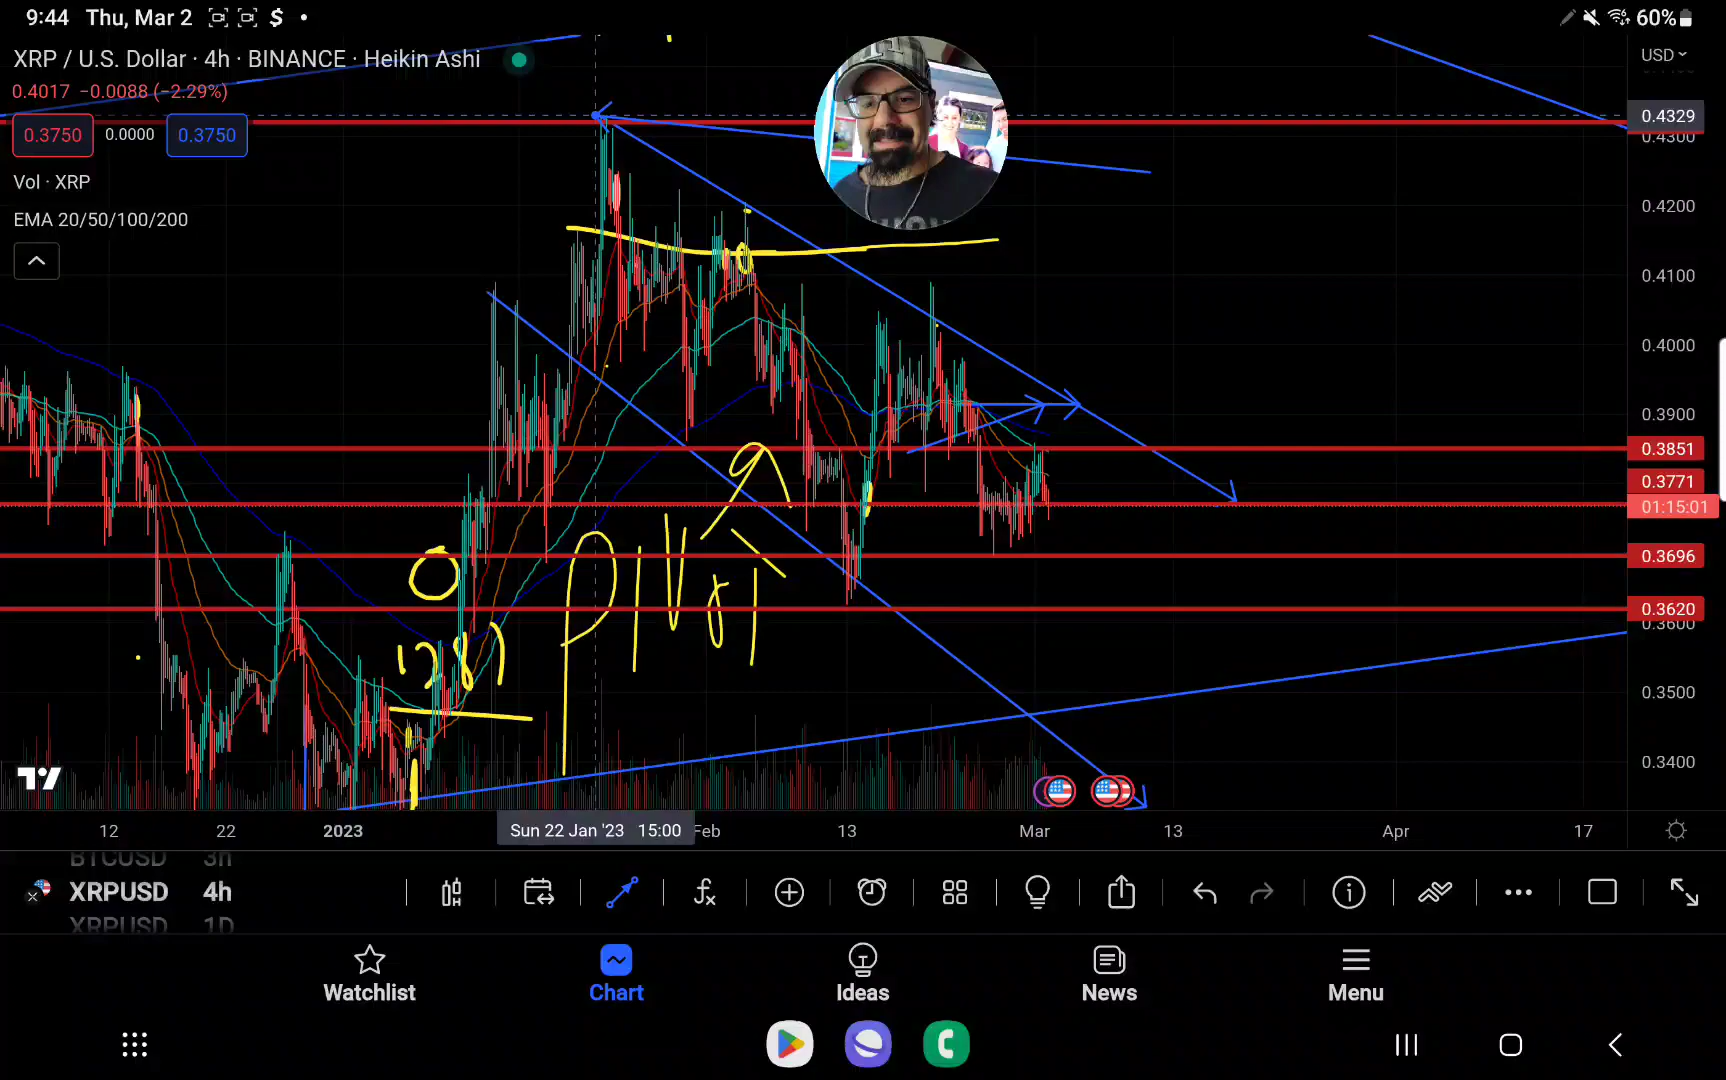 9:44 Thu, Mar 2 $ 60%
XRP / U.S. Dollar · 4h · BINANCE · Heikin Ashi
USD
0.4017 −0.0088 (−2.29%)
0.3750 0.0000 0.3750
Vol · XRP
EMA 20/50/100/200
0.4329
0.4300
0.4200
0.4100
0.4000
0.3900
0.3851
0.3771
01:15:01
0.3696
0.3620
0.3600
0.3500
0.3400
12 22 2023 Sun 22 Jan '23 15:00 Feb 13 Mar 13 Apr 17
BTCUSD 3h
XRPUSD 4h
XRPUSD 1D
Watchlist Chart Ideas News Menu